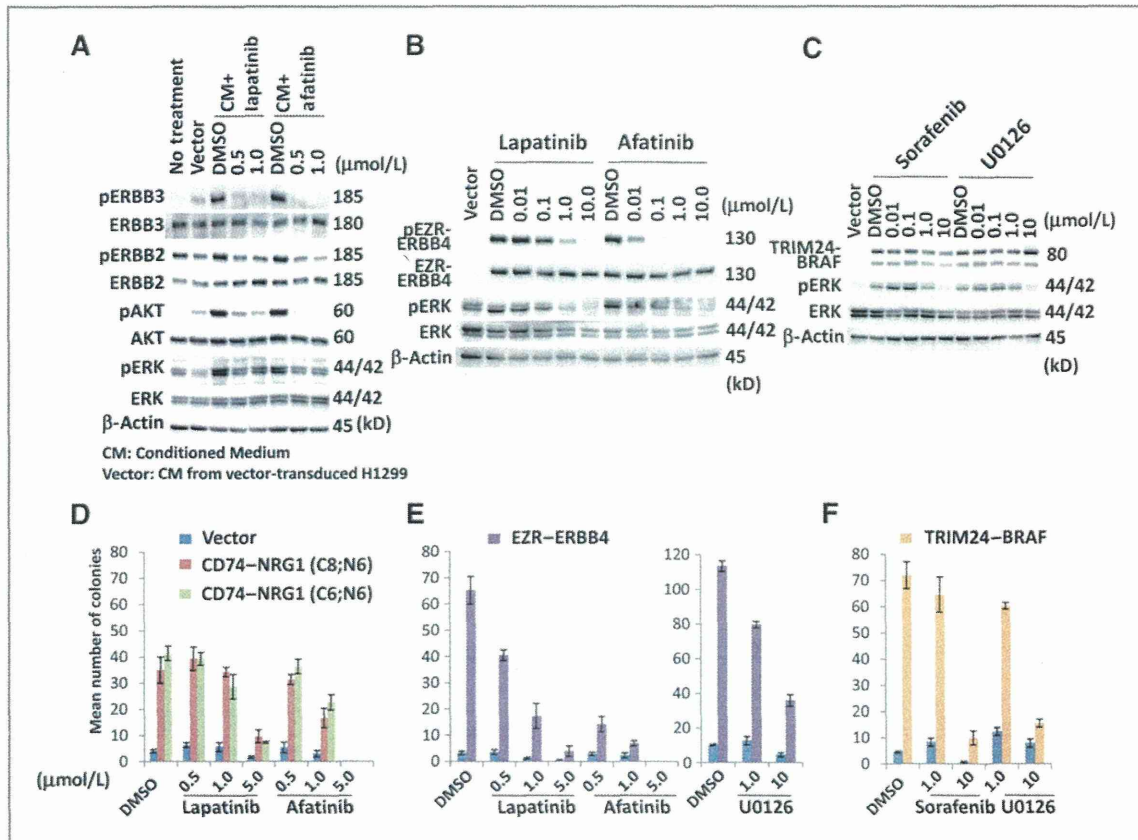 A
No treatment
Vector
DMSO
CM+
lapatinib
0.5
1.0
DMSO
CM+
afatinib
0.5
1.0
(μmol/L)
pERBB3 185
ERBB3 180
pERBB2 185
ERBB2 185
pAKT 60
AKT 60
pERK 44/42
ERK 44/42
β-Actin 45 (kD)
CM: Conditioned Medium
Vector: CM from vector-transduced H1299
B
Lapatinib Afatinib
Vector DMSO 0.01 0.1 1.0 10.0 DMSO 0.01 0.1 1.0 10.0
(μmol/L)
pEZR-
ERBB4 130
EZR-
ERBB4 130
pERK 44/42
ERK 44/42
β-Actin 45
(kD)
C
Sorafenib U0126
Vector DMSO 0.01 0.1 1.0 10 DMSO 0.01 0.1 1.0 10
(μmol/L)
TRIM24-
BRAF 80
pERK 44/42
ERK 44/42
β-Actin 45
(kD)
D
Vector
CD74–NRG1 (C8;N6)
CD74–NRG1 (C6;N6)
Mean number of colonies
80
70
60
50
40
30
20
10
0
(μmol/L)
DMSO 0.5 1.0 5.0 0.5 1.0 5.0
Lapatinib Afatinib
E
EZR–ERBB4
80
70
60
50
40
30
20
10
0
DMSO 0.5 1.0 5.0 0.5 1.0 5.0
Lapatinib Afatinib
120
100
80
60
40
20
0
DMSO 1.0 10
U0126
F
TRIM24–BRAF
80
70
60
50
40
30
20
10
0
DMSO 1.0 10 1.0 10
Sorafenib U0126